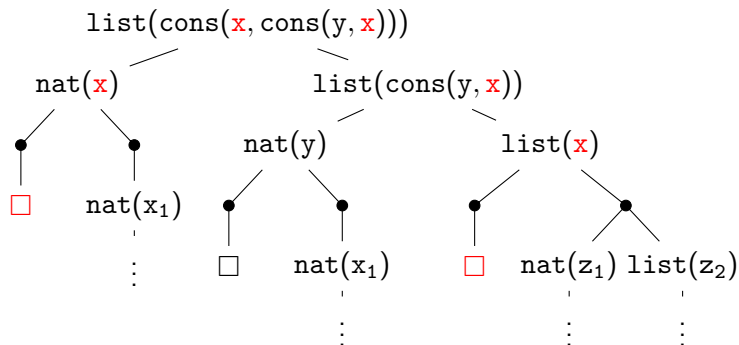 list(cons(x, cons(y, x)))
nat(x) list(cons(y, x))
nat(y) list(x)
nat(x₁)
nat(x₁) nat(z₁) list(z₂)